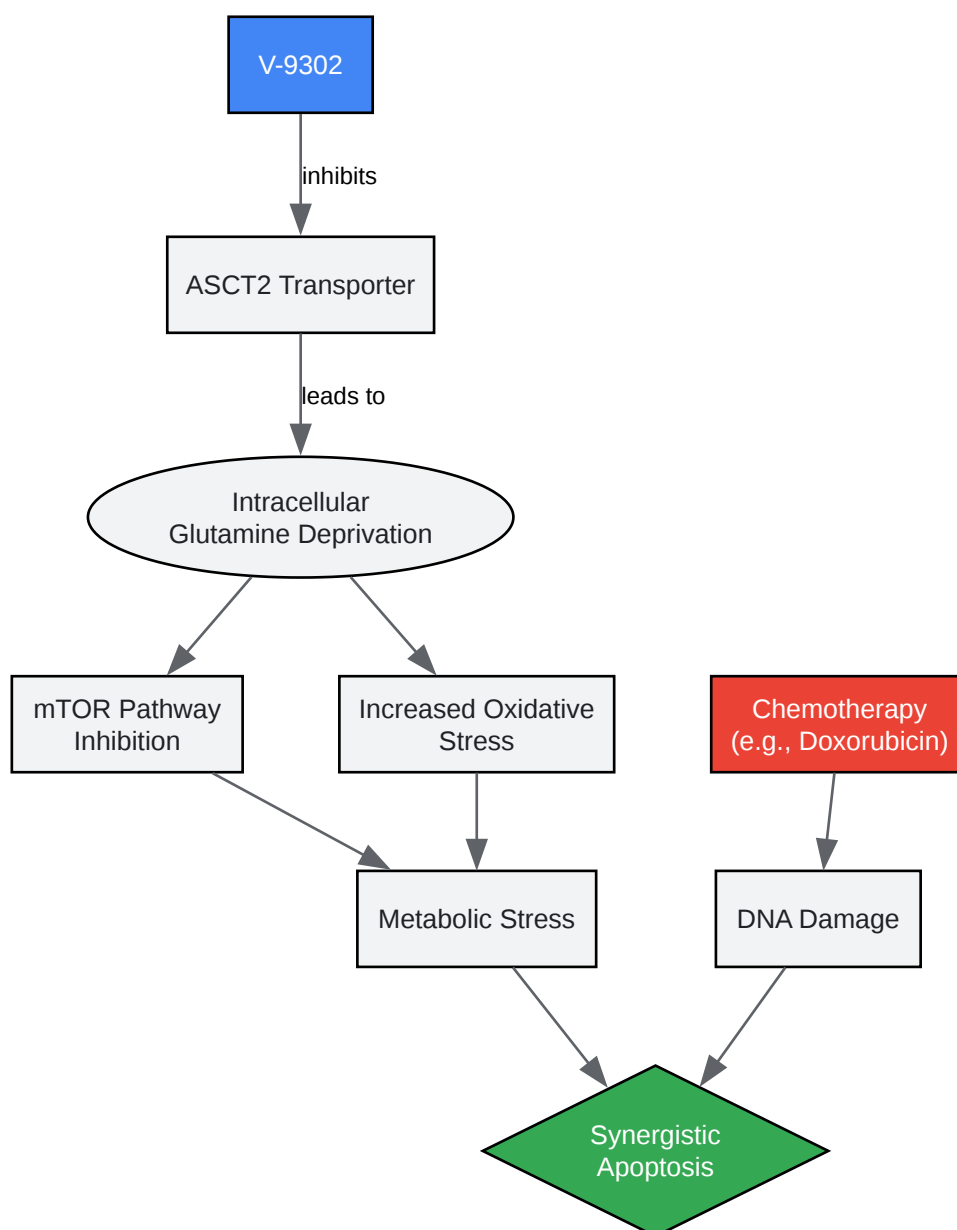 V-9302
inhibits
ASCT2 Transporter
leads to
Intracellular
Glutamine Deprivation
mTOR Pathway
Inhibition
Increased Oxidative
Stress
Chemotherapy
(e.g., Doxorubicin)
Metabolic Stress
DNA Damage
Synergistic
Apoptosis